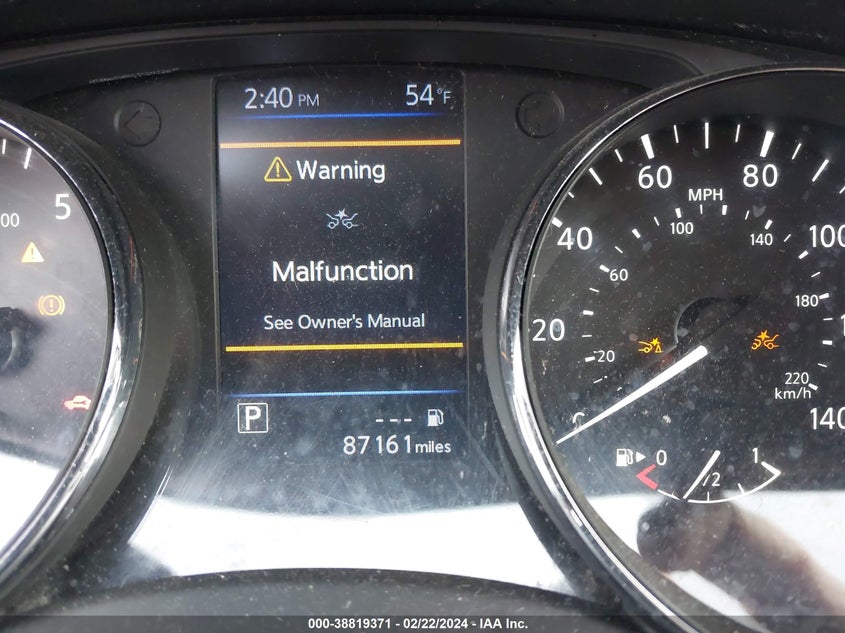 2:40 PM 54°F
Warning
Malfunction
See Owner's Manual
P ---
87161 miles
5
00
20 40 60 80 100 140
MPH
20 60 100 140 180 220
km/h
0 1/2 1
000-38819371 - 02/22/2024 - IAA Inc.